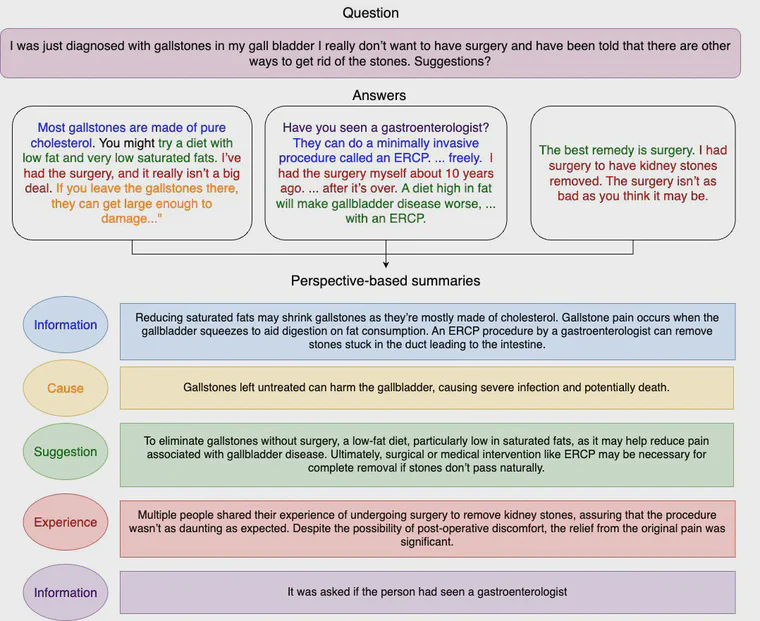 Question
I was just diagnosed with gallstones in my gall bladder I really don't want to have surgery and have been told that there are other
ways to get rid of the stones. Suggestions?
Answers
Most gallstones are made of pure
cholesterol. You might try a diet with
low fat and very low saturated fats. I've
had the surgery, and it really isn't a big
deal. If you leave the gallstones there,
they can get large enough to
damage..."
Have you seen a gastroenterologist?
They can do a minimally invasive
procedure called an ERCP. ... freely. I
had the surgery myself about 10 years
ago. ... after it's over. A diet high in fat
will make gallbladder disease worse, ...
with an ERCP.
The best remedy is surgery. I had
surgery to have kidney stones
removed. The surgery isn't as
bad as you think it may be.
Perspective-based summaries
Information
Reducing saturated fats may shrink gallstones as they're mostly made of cholesterol. Gallstone pain occurs when the
gallbladder squeezes to aid digestion on fat consumption. An ERCP procedure by a gastroenterologist can remove
stones stuck in the duct leading to the intestine.
Cause
Gallstones left untreated can harm the gallbladder, causing severe infection and potentially death.
Suggestion
To eliminate gallstones without surgery, a low-fat diet, particularly low in saturated fats, as it may help reduce pain
associated with gallbladder disease. Ultimately, surgical or medical intervention like ERCP may be necessary for
complete removal if stones don't pass naturally.
Experience
Multiple people shared their experience of undergoing surgery to remove kidney stones, assuring that the procedure
wasn't as daunting as expected. Despite the possibility of post-operative discomfort, the relief from the original pain was
significant.
Information
It was asked if the person had seen a gastroenterologist